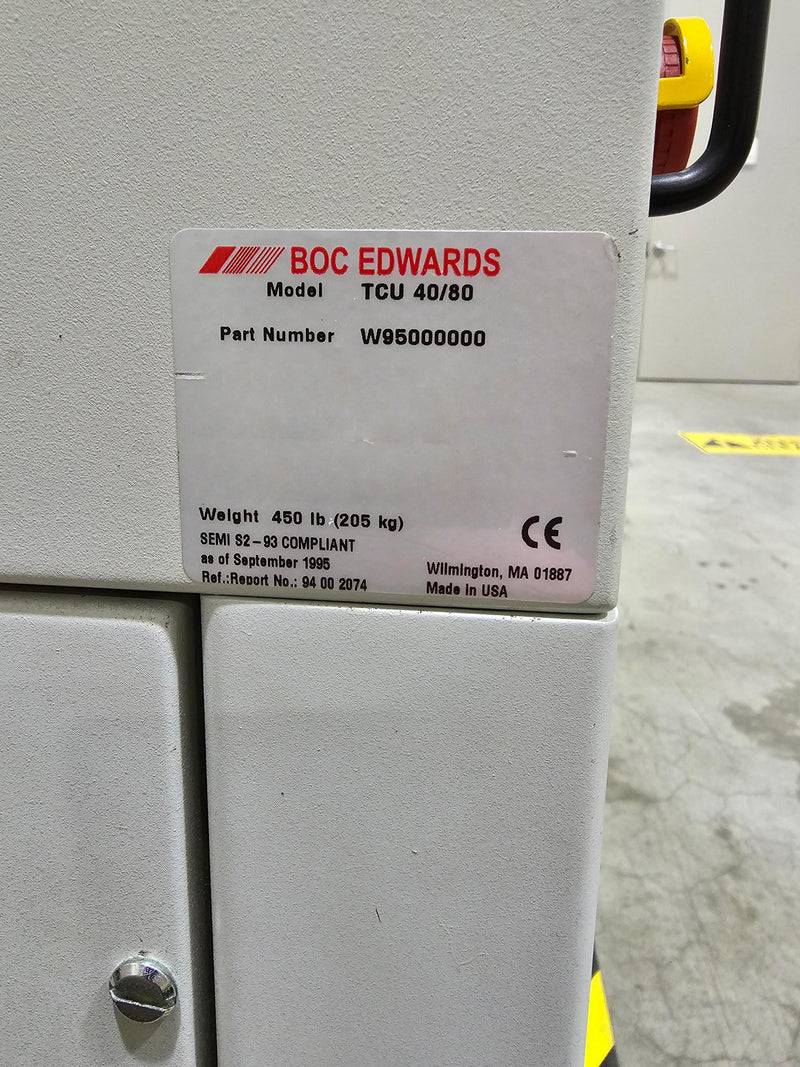 BOC EDWARDS
Model TCU 40/80
Part Number W95000000
Weight 450 lb (205 kg)
SEMI S2-93 COMPLIANT
as of September 1995
Ref.:Report No.: 94 00 2074
CE
Wilmington, MA 01887
Made in USA